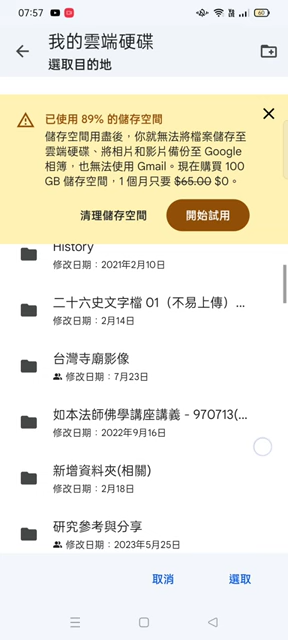 07:57
60
我的雲端硬碟
選取目的地
已使用 89% 的儲存空間
儲存空間用盡後，你就無法將檔案儲存至
雲端硬碟、將相片和影片備份至 Google
相簿，也無法使用 Gmail。現在購買 100
GB 儲存空間，1 個月只要 $65.00 $0。
清理儲存空間 開始試用
History
修改日期：2021年2月10日
二十六史文字檔 01（不易上傳）...
修改日期：2月14日
台灣寺廟影像
修改日期：7月23日
如本法師佛學講座講義－970713(...
修改日期：2022年9月16日
新增資料夾(相關)
修改日期：2月18日
研究參考與分享
修改日期：2023年5月25日
取消 選取